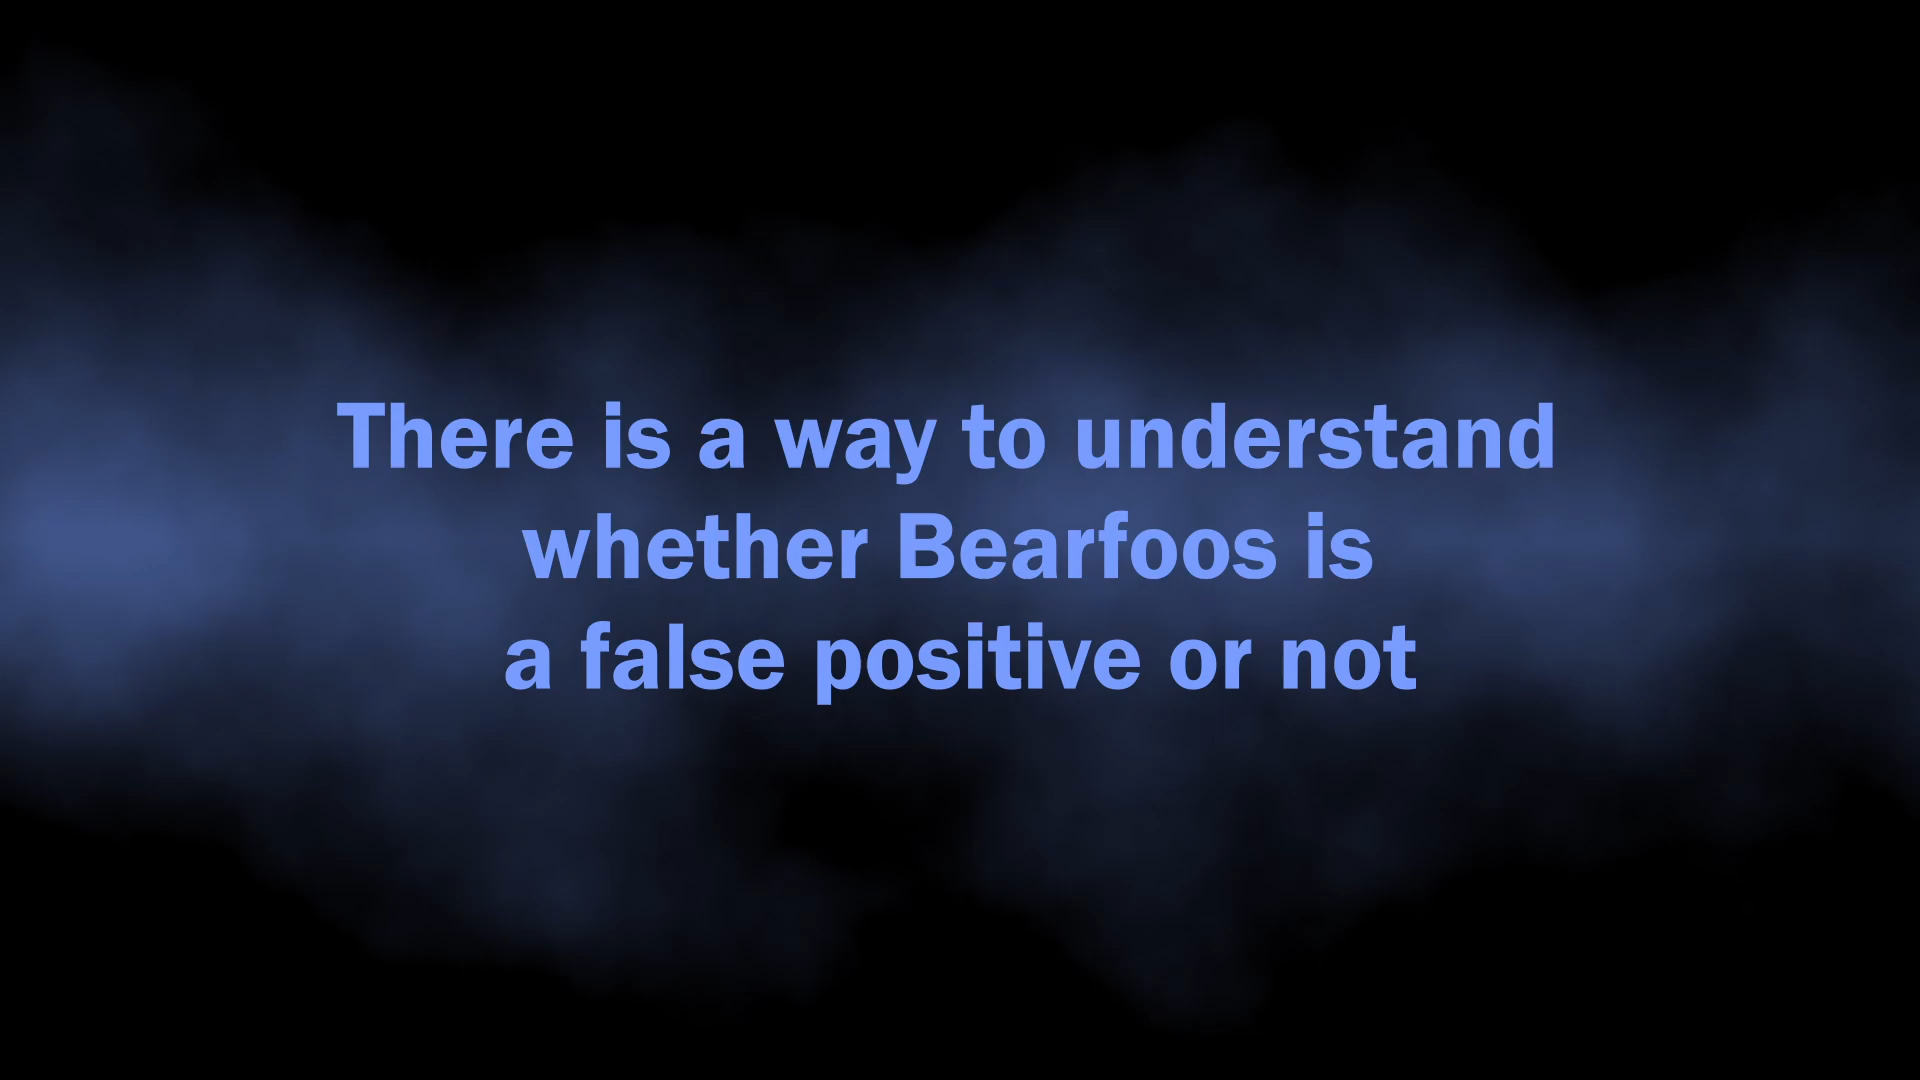 There is a way to understand
whether Bearfoos is
a false positive or not